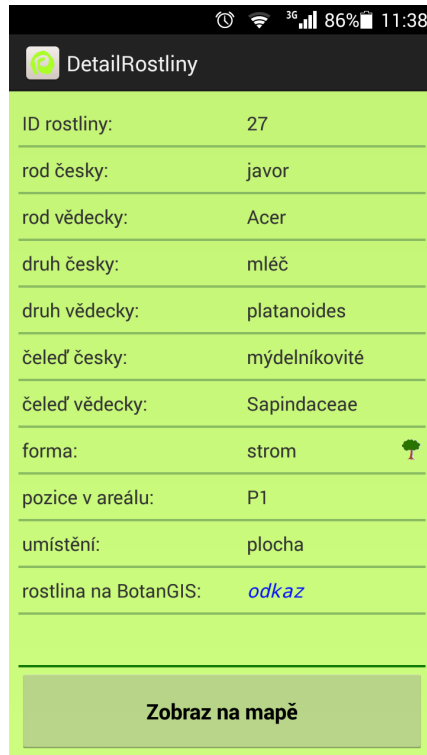 3G 86% 11:38
DetailRostliny
ID rostliny: 27
rod česky: javor
rod vědecky: Acer
druh česky: mléč
druh vědecky: platanoides
čeleď česky: mýdelníkovité
čeleď vědecky: Sapindaceae
forma: strom
pozice v areálu: P1
umístění: plocha
rostlina na BotanGIS: odkaz
Zobraz na mapě